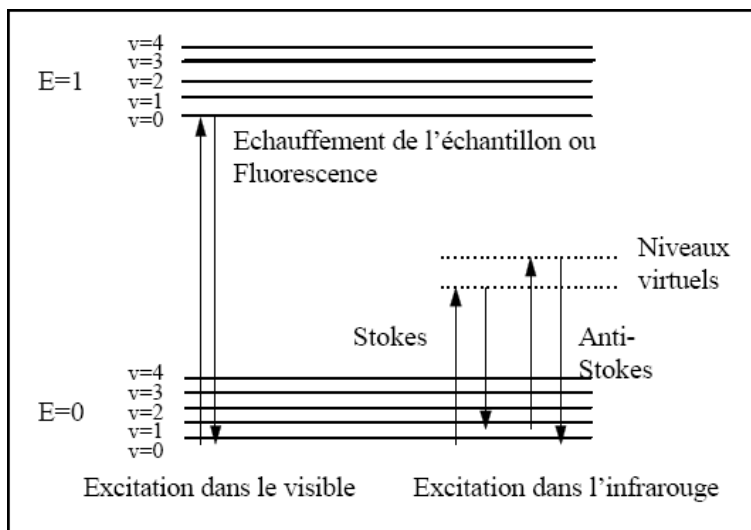 v=4
v=3
E=1
v=2
v=1
v=0
Echauffement de l'échantillon ou
Fluorescence
Niveaux
virtuels
Stokes
Anti-
Stokes
v=4
v=3
E=0
v=2
v=1
v=0
Excitation dans le visible
Excitation dans l'infrarouge